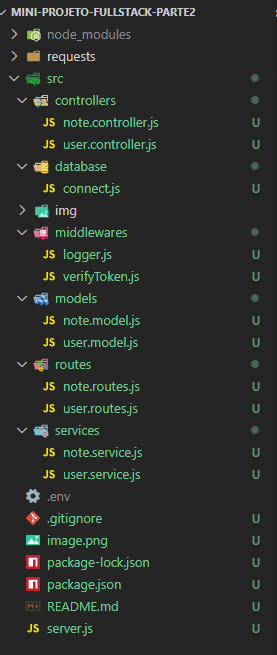 MINI-PROJETO-FULLSTACK-PARTE2
node_modules
requests
src
controllers
JS note.controller.js U
JS user.controller.js U
database
JS connect.js U
img
middlewares
JS logger.js U
JS verifyToken.js U
models
JS note.model.js U
JS user.model.js U
routes
JS note.routes.js U
JS user.routes.js U
services
JS note.service.js U
JS user.service.js U
.env
.gitignore U
image.png U
package-lock.json U
package.json U
README.md U
JS server.js U